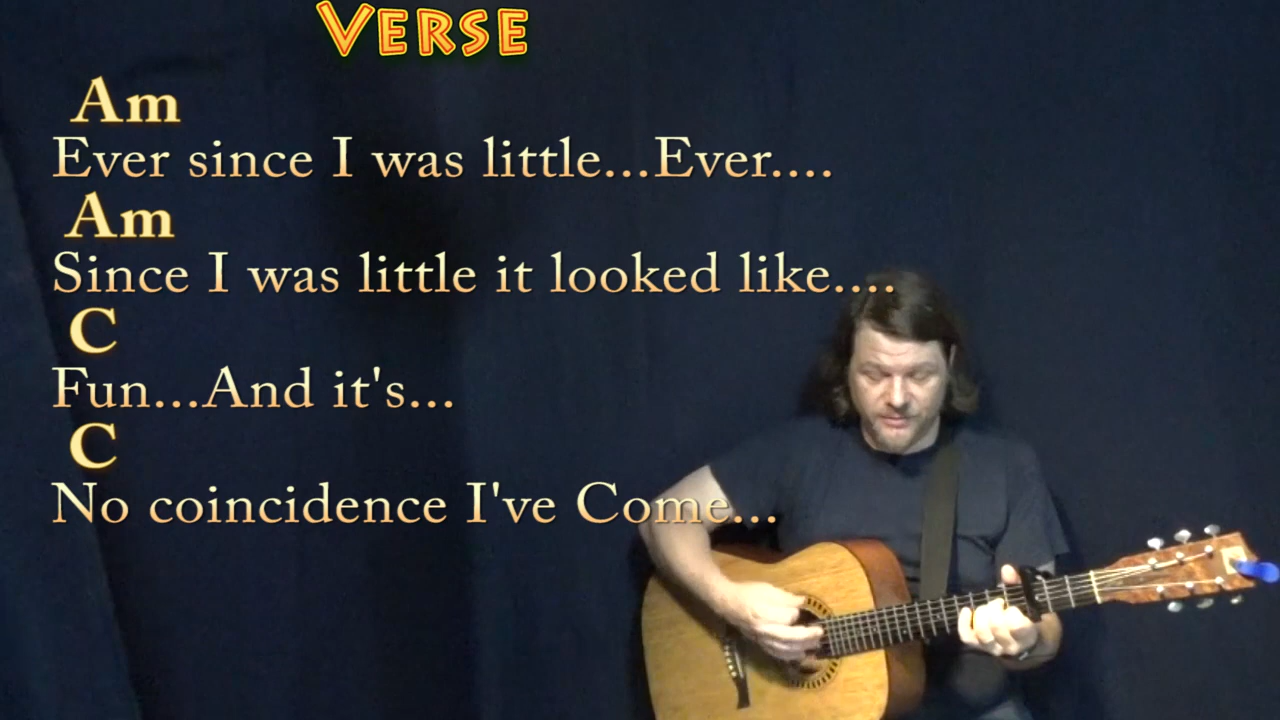 VERSE
Am
Ever since I was little...Ever....
Am
Since I was little it looked like....
C
Fun...And it's...
C
No coincidence I've Come...